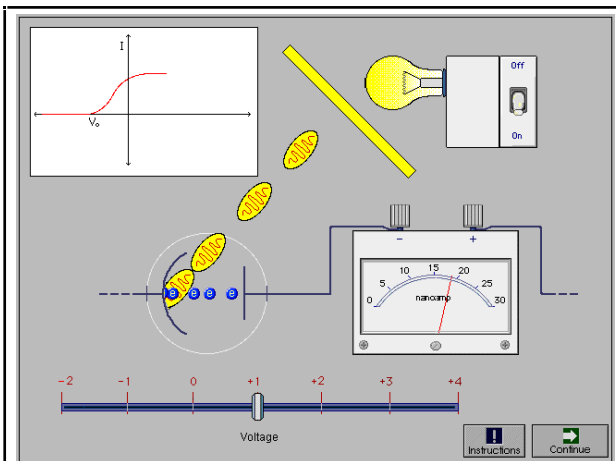 I
Vo
Off
On
e e e e
- +
0 5 10 15 20 25 30
nanoamp
-2 -1 0 +1 +2 +3 +4
Voltage
! Instructions
Continue